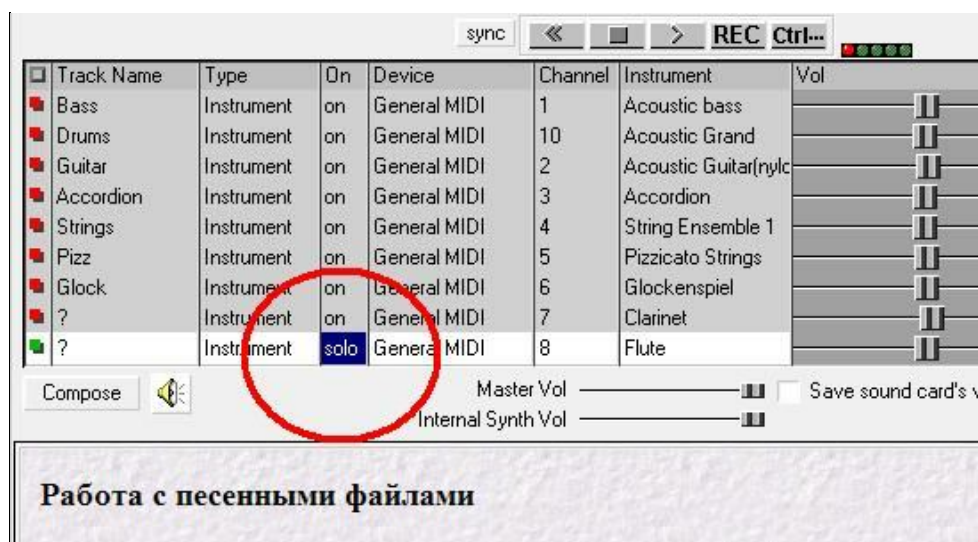 sync REC Ctrl...
Track Name Type On Device Channel Instrument Vol
Bass Instrument on General MIDI 1 Acoustic bass
Drums Instrument on General MIDI 10 Acoustic Grand
Guitar Instrument on General MIDI 2 Acoustic Guitar(nylo
Accordion Instrument on General MIDI 3 Accordion
Strings Instrument on General MIDI 4 String Ensemble 1
Pizz Instrument on General MIDI 5 Pizzicato Strings
Glock Instrument on General MIDI 6 Glockenspiel
? Instrument on General MIDI 7 Clarinet
? Instrument solo General MIDI 8 Flute
Compose Master Vol Save sound card's v
Internal Synth Vol
Работа с песенными файлами